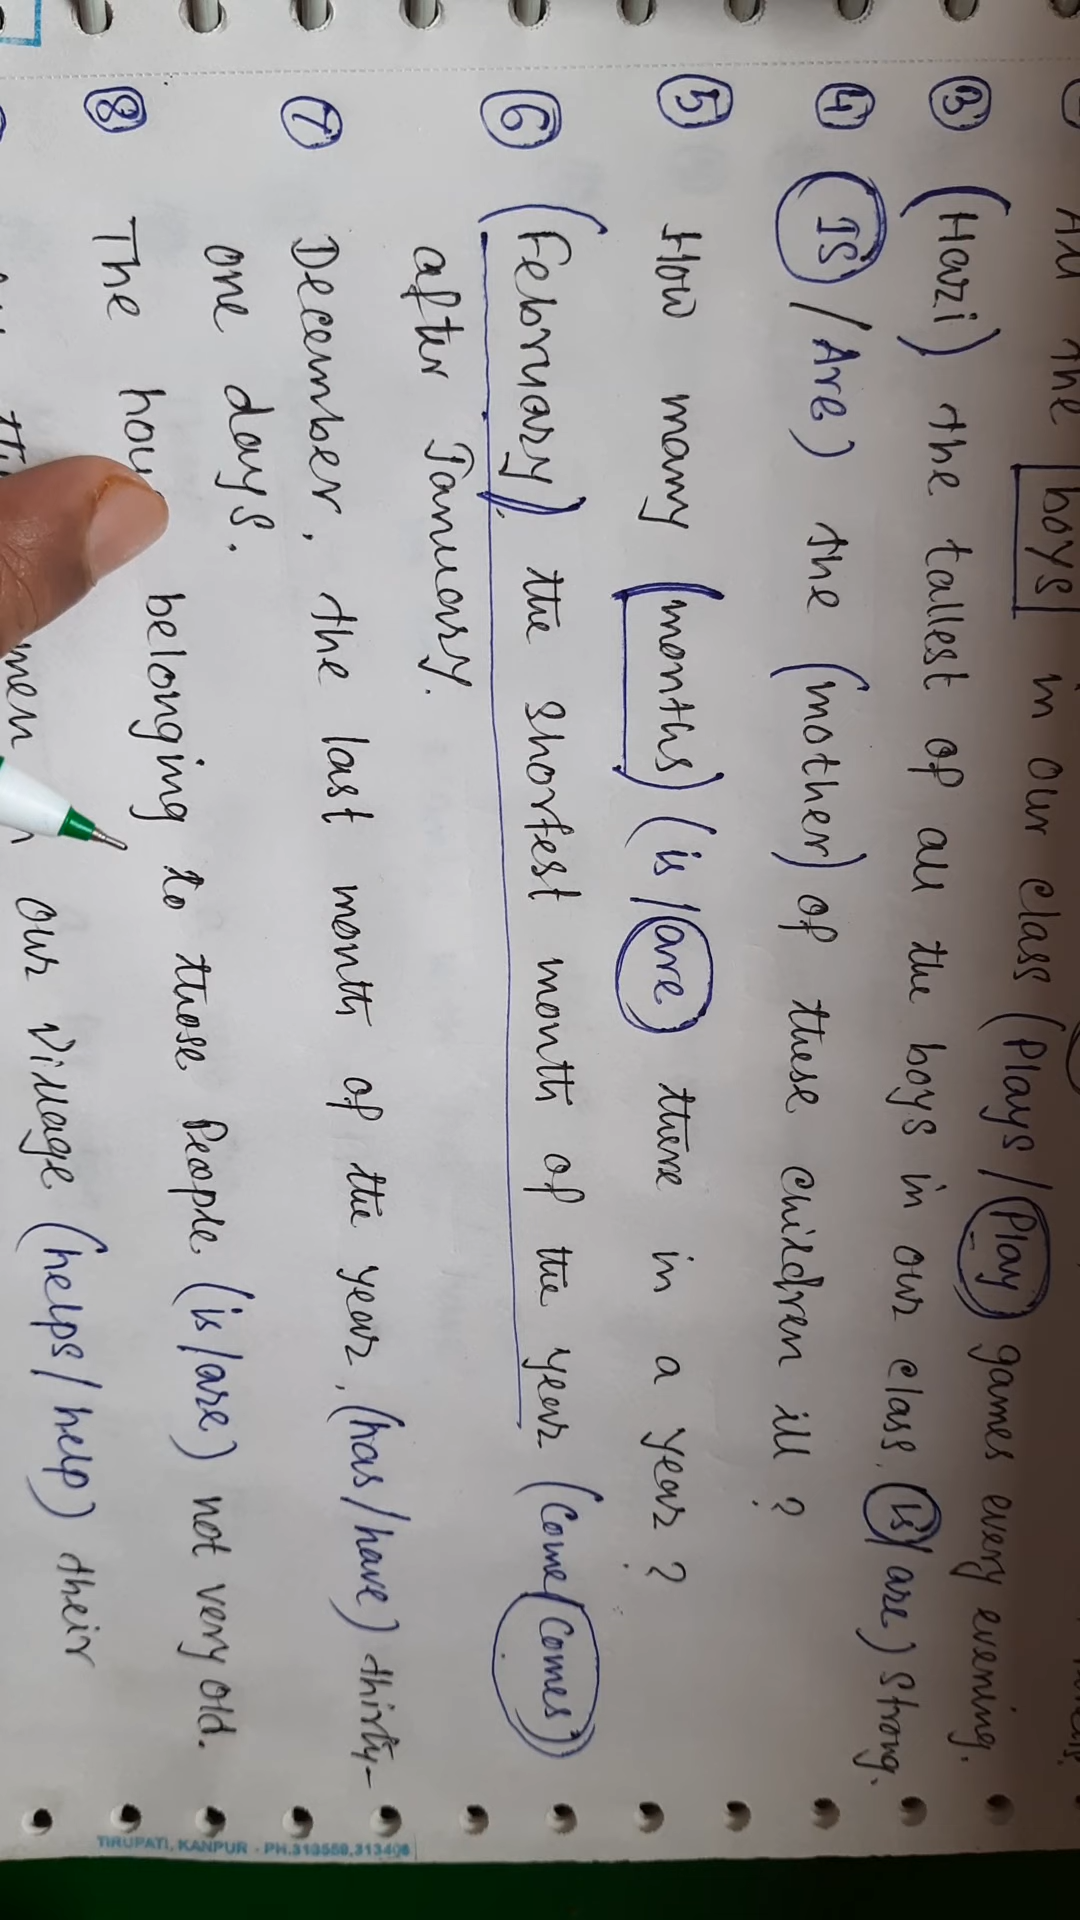 All the boys in our class (Plays / Play) games every evening.
③ (Hari) the tallest of all the boys in our class, (is / are) strong.
④ (Is / Are) the (mother) of these children ill ?
⑤ How many (months) (is / are) there in a year ?
⑥ (February), the shortest month of the year (Come / Comes)
after January.
⑦ December, the last month of the year, (has / have) thirty-
one days.
⑧ The belonging to those People (is / are) not very old.
our village (helps / help) their
TIRUPATI, KANPUR - PH.313559,313406